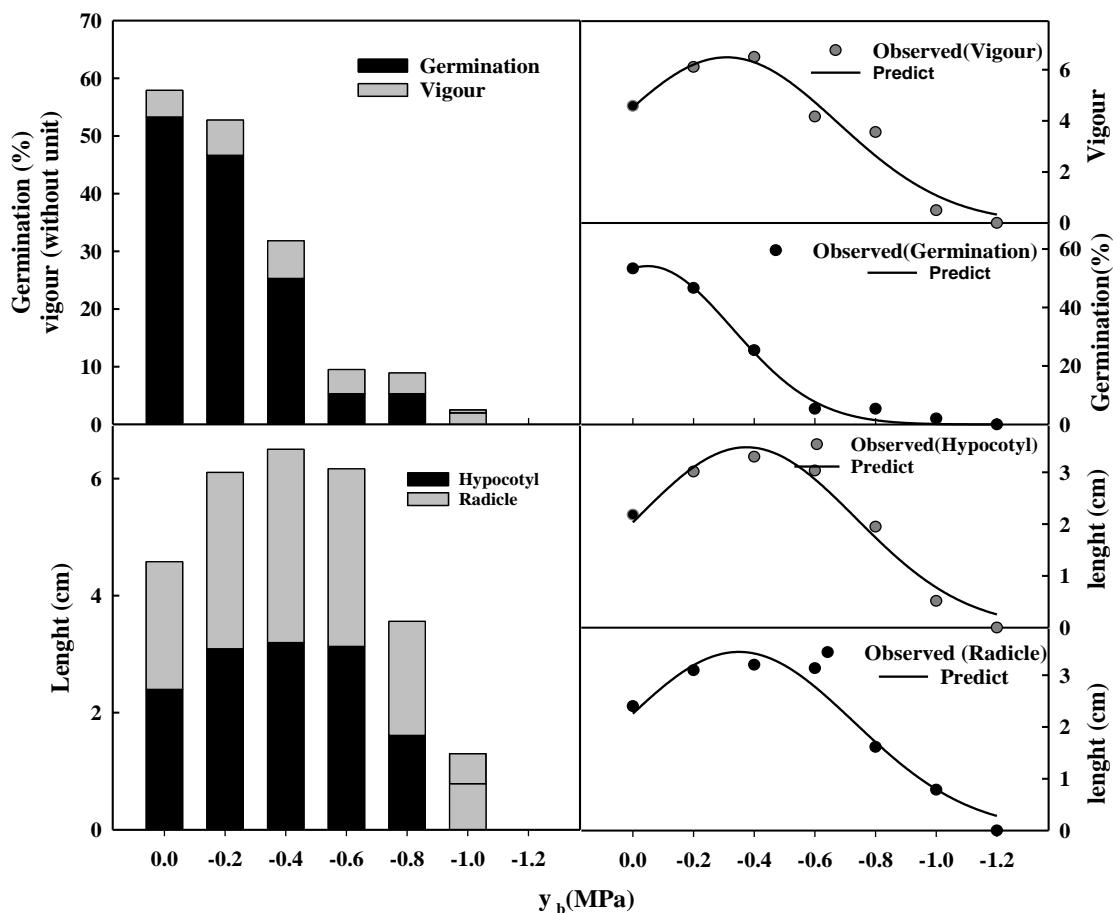 70
60
50
40
30
20
10
0
Germination (%)
vigour (without unit)
Germination
Vigour
6
4
2
0
Lenght (cm)
Hypocotyl
Radicle
0.0 -0.2 -0.4 -0.6 -0.8 -1.0 -1.2
Observed(Vigour)
Predict
6
4
2
0
Vigour
Observed(Germination)
Predict
60
40
20
0
Germination(%)
Observed(Hypocotyl)
Predict
3
2
1
0
lenght (cm)
Observed (Radicle)
Predict
3
2
1
0
lenght (cm)
0.0 -0.2 -0.4 -0.6 -0.8 -1.0 -1.2
y b(MPa)